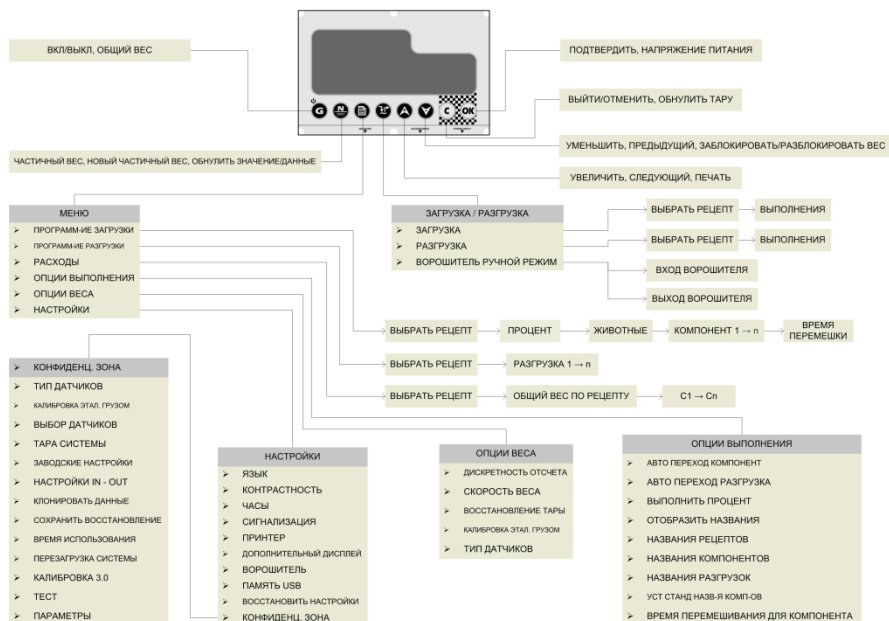 ВКЛ/ВЫКЛ, ОБЩИЙ ВЕС
ПОДТВЕРДИТЬ, НАПРЯЖЕНИЕ ПИТАНИЯ
G
N
C
OK
ВЫЙТИ/ОТМЕНИТЬ, ОБНУЛИТЬ ТАРУ
УМЕНЬШИТЬ, ПРЕДЫДУЩИЙ, ЗАБЛОКИРОВАТЬ/РАЗБЛОКИРОВАТЬ ВЕС
ЧАСТИЧНЫЙ ВЕС, НОВЫЙ ЧАСТИЧНЫЙ ВЕС, ОБНУЛИТЬ ЗНАЧЕНИЕ/ДАННЫЕ
УВЕЛИЧИТЬ, СЛЕДУЮЩИЙ, ПЕЧАТЬ
МЕНЮ
ПРОГРАММ-ИЕ ЗАГРУЗКИ
ПРОГРАММ-ИЕ РАЗГРУЗКИ
РАСХОДЫ
ОПЦИИ ВЫПОЛНЕНИЯ
ОПЦИИ ВЕСА
НАСТРОЙКИ
ЗАГРУЗКА / РАЗГРУЗКА
ЗАГРУЗКА
РАЗГРУЗКА
ВОРОШИТЕЛЬ РУЧНОЙ РЕЖИМ
ВЫБРАТЬ РЕЦЕПТ
ВЫПОЛНЕНИЯ
ВЫБРАТЬ РЕЦЕПТ
ВЫПОЛНЕНИЯ
ВХОД ВОРОШИТЕЛЯ
ВЫХОД ВОРОШИТЕЛЯ
ВЫБРАТЬ РЕЦЕПТ
ПРОЦЕНТ
ЖИВОТНЫЕ
КОМПОНЕНТ 1 → n
ВРЕМЯ
ПЕРЕМЕШКИ
ВЫБРАТЬ РЕЦЕПТ
РАЗГРУЗКА 1 → n
ВЫБРАТЬ РЕЦЕПТ
ОБЩИЙ ВЕС ПО РЕЦЕПТУ
C1 → Cn
КОНФИДЕНЦ. ЗОНА
ТИП ДАТЧИКОВ
КАЛИБРОВКА ЭТАЛ. ГРУЗОМ
ВЫБОР ДАТЧИКОВ
ТАРА СИСТЕМЫ
ЗАВОДСКИЕ НАСТРОЙКИ
НАСТРОЙКИ IN - OUT
КЛОНИРОВАТЬ ДАННЫЕ
СОХРАНИТЬ ВОССТАНОВЛЕНИЕ
ВРЕМЯ ИСПОЛЬЗОВАНИЯ
ПЕРЕЗАГРУЗКА СИСТЕМЫ
КАЛИБРОВКА 3.0
ТЕСТ
ПАРАМЕТРЫ
НАСТРОЙКИ
ЯЗЫК
КОНТРАСТНОСТЬ
ЧАСЫ
СИГНАЛИЗАЦИЯ
ПРИНТЕР
ДОПОЛНИТЕЛЬНЫЙ ДИСПЛЕЙ
ВОРОШИТЕЛЬ
ПАМЯТЬ USB
ВОССТАНОВИТЬ НАСТРОЙКИ
КОНФИДЕНЦ. ЗОНА
ОПЦИИ ВЕСА
ДИСКРЕТНОСТЬ ОТСЧЕТА
СКОРОСТЬ ВЕСА
ВОССТАНОВЛЕНИЕ ТАРЫ
КАЛИБРОВКА ЭТАЛ. ГРУЗОМ
ТИП ДАТЧИКОВ
ОПЦИИ ВЫПОЛНЕНИЯ
АВТО ПЕРЕХОД КОМПОНЕНТ
АВТО ПЕРЕХОД РАЗГРУЗКА
ВЫПОЛНИТЬ ПРОЦЕНТ
ОТОБРАЗИТЬ НАЗВАНИЯ
НАЗВАНИЯ РЕЦЕПТОВ
НАЗВАНИЯ КОМПОНЕНТОВ
НАЗВАНИЯ РАЗГРУЗОК
УСТ СТАНД НАЗВ-Я КОМП-ОВ
ВРЕМЯ ПЕРЕМЕШИВАНИЯ ДЛЯ КОМПОНЕНТА